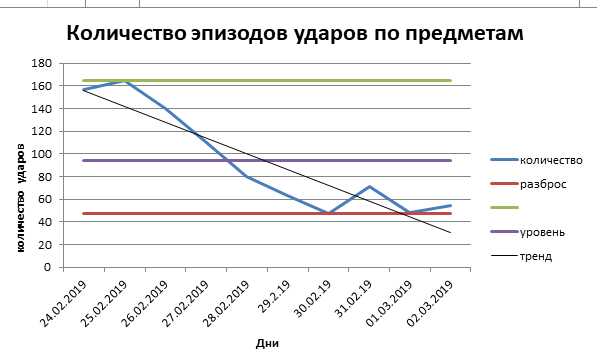 Количество эпизодов ударов по предметам
180
160
140
120
100
80
60
40
20
0
количество ударов
24.02.2019
25.02.2019
26.02.2019
27.02.2019
28.02.2019
29.2.19
30.02.2019
31.02.2019
01.03.2019
02.03.2019
Дни
количество
разброс
уровень
тренд